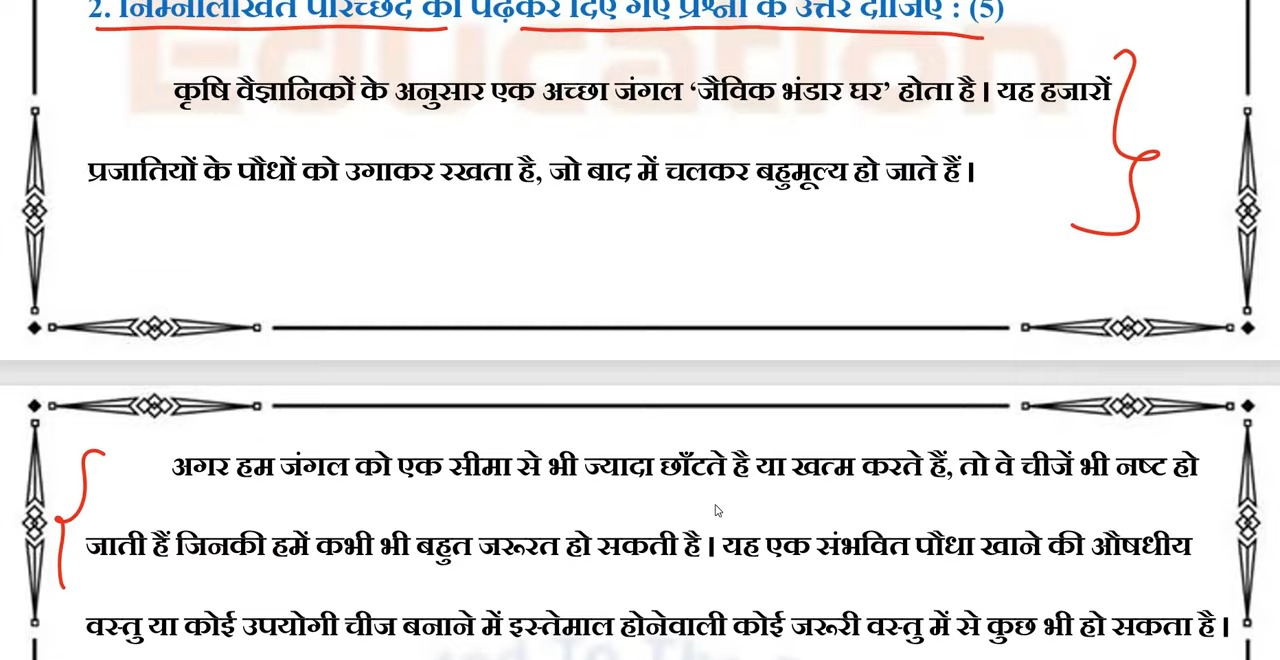 2. निम्नलिखित परिच्छेद को पढ़कर दिए गए प्रश्नों के उत्तर दीजिए : (5)
Education
कृषि वैज्ञानिकों के अनुसार एक अच्छा जंगल ‘जैविक भंडार घर’ होता है। यह हजारों
प्रजातियों के पौधों को उगाकर रखता है, जो बाद में चलकर बहुमूल्य हो जाते हैं।
अगर हम जंगल को एक सीमा से भी ज्यादा छाँटते है या खत्म करते हैं, तो वे चीजें भी नष्ट हो
जाती हैं जिनकी हमें कभी भी बहुत जरूरत हो सकती है। यह एक संभवित पौधा खाने की औषधीय
वस्तु या कोई उपयोगी चीज बनाने में इस्तेमाल होनेवाली कोई जरूरी वस्तु में से कुछ भी हो सकता है।